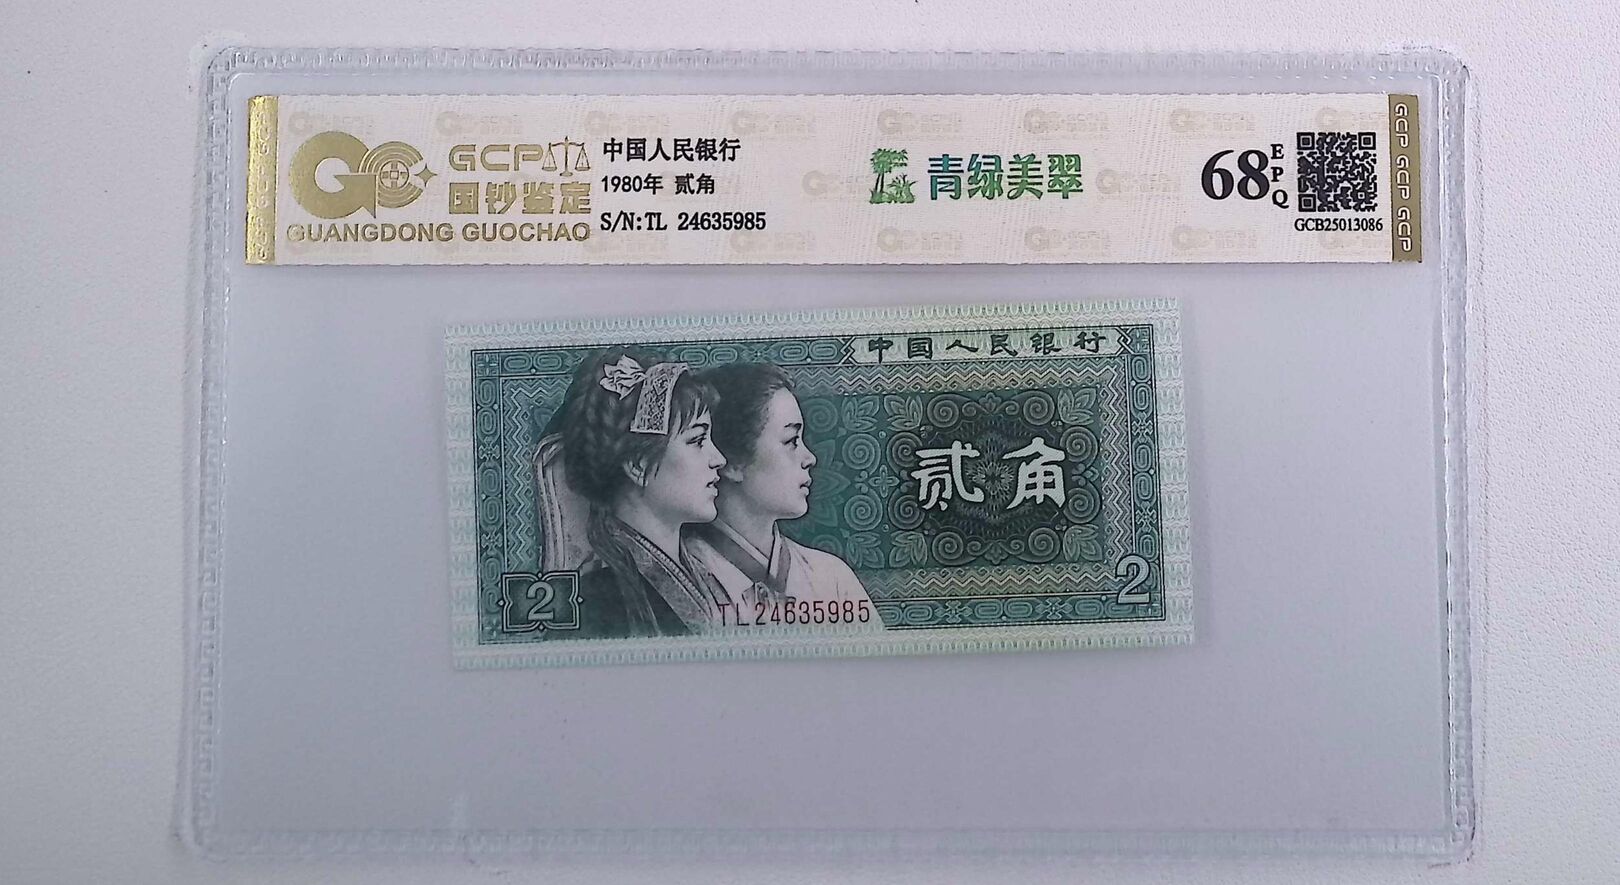 GCP
国钞鉴定
GUANGDONG GUOCHAO
中国人民银行
1980年 贰角
S/N:TL 24635985
青绿美翠
68 EPQ
GCB25013086
GCP GCP GCP
中国人民银行
贰角
2
2
TL24635985